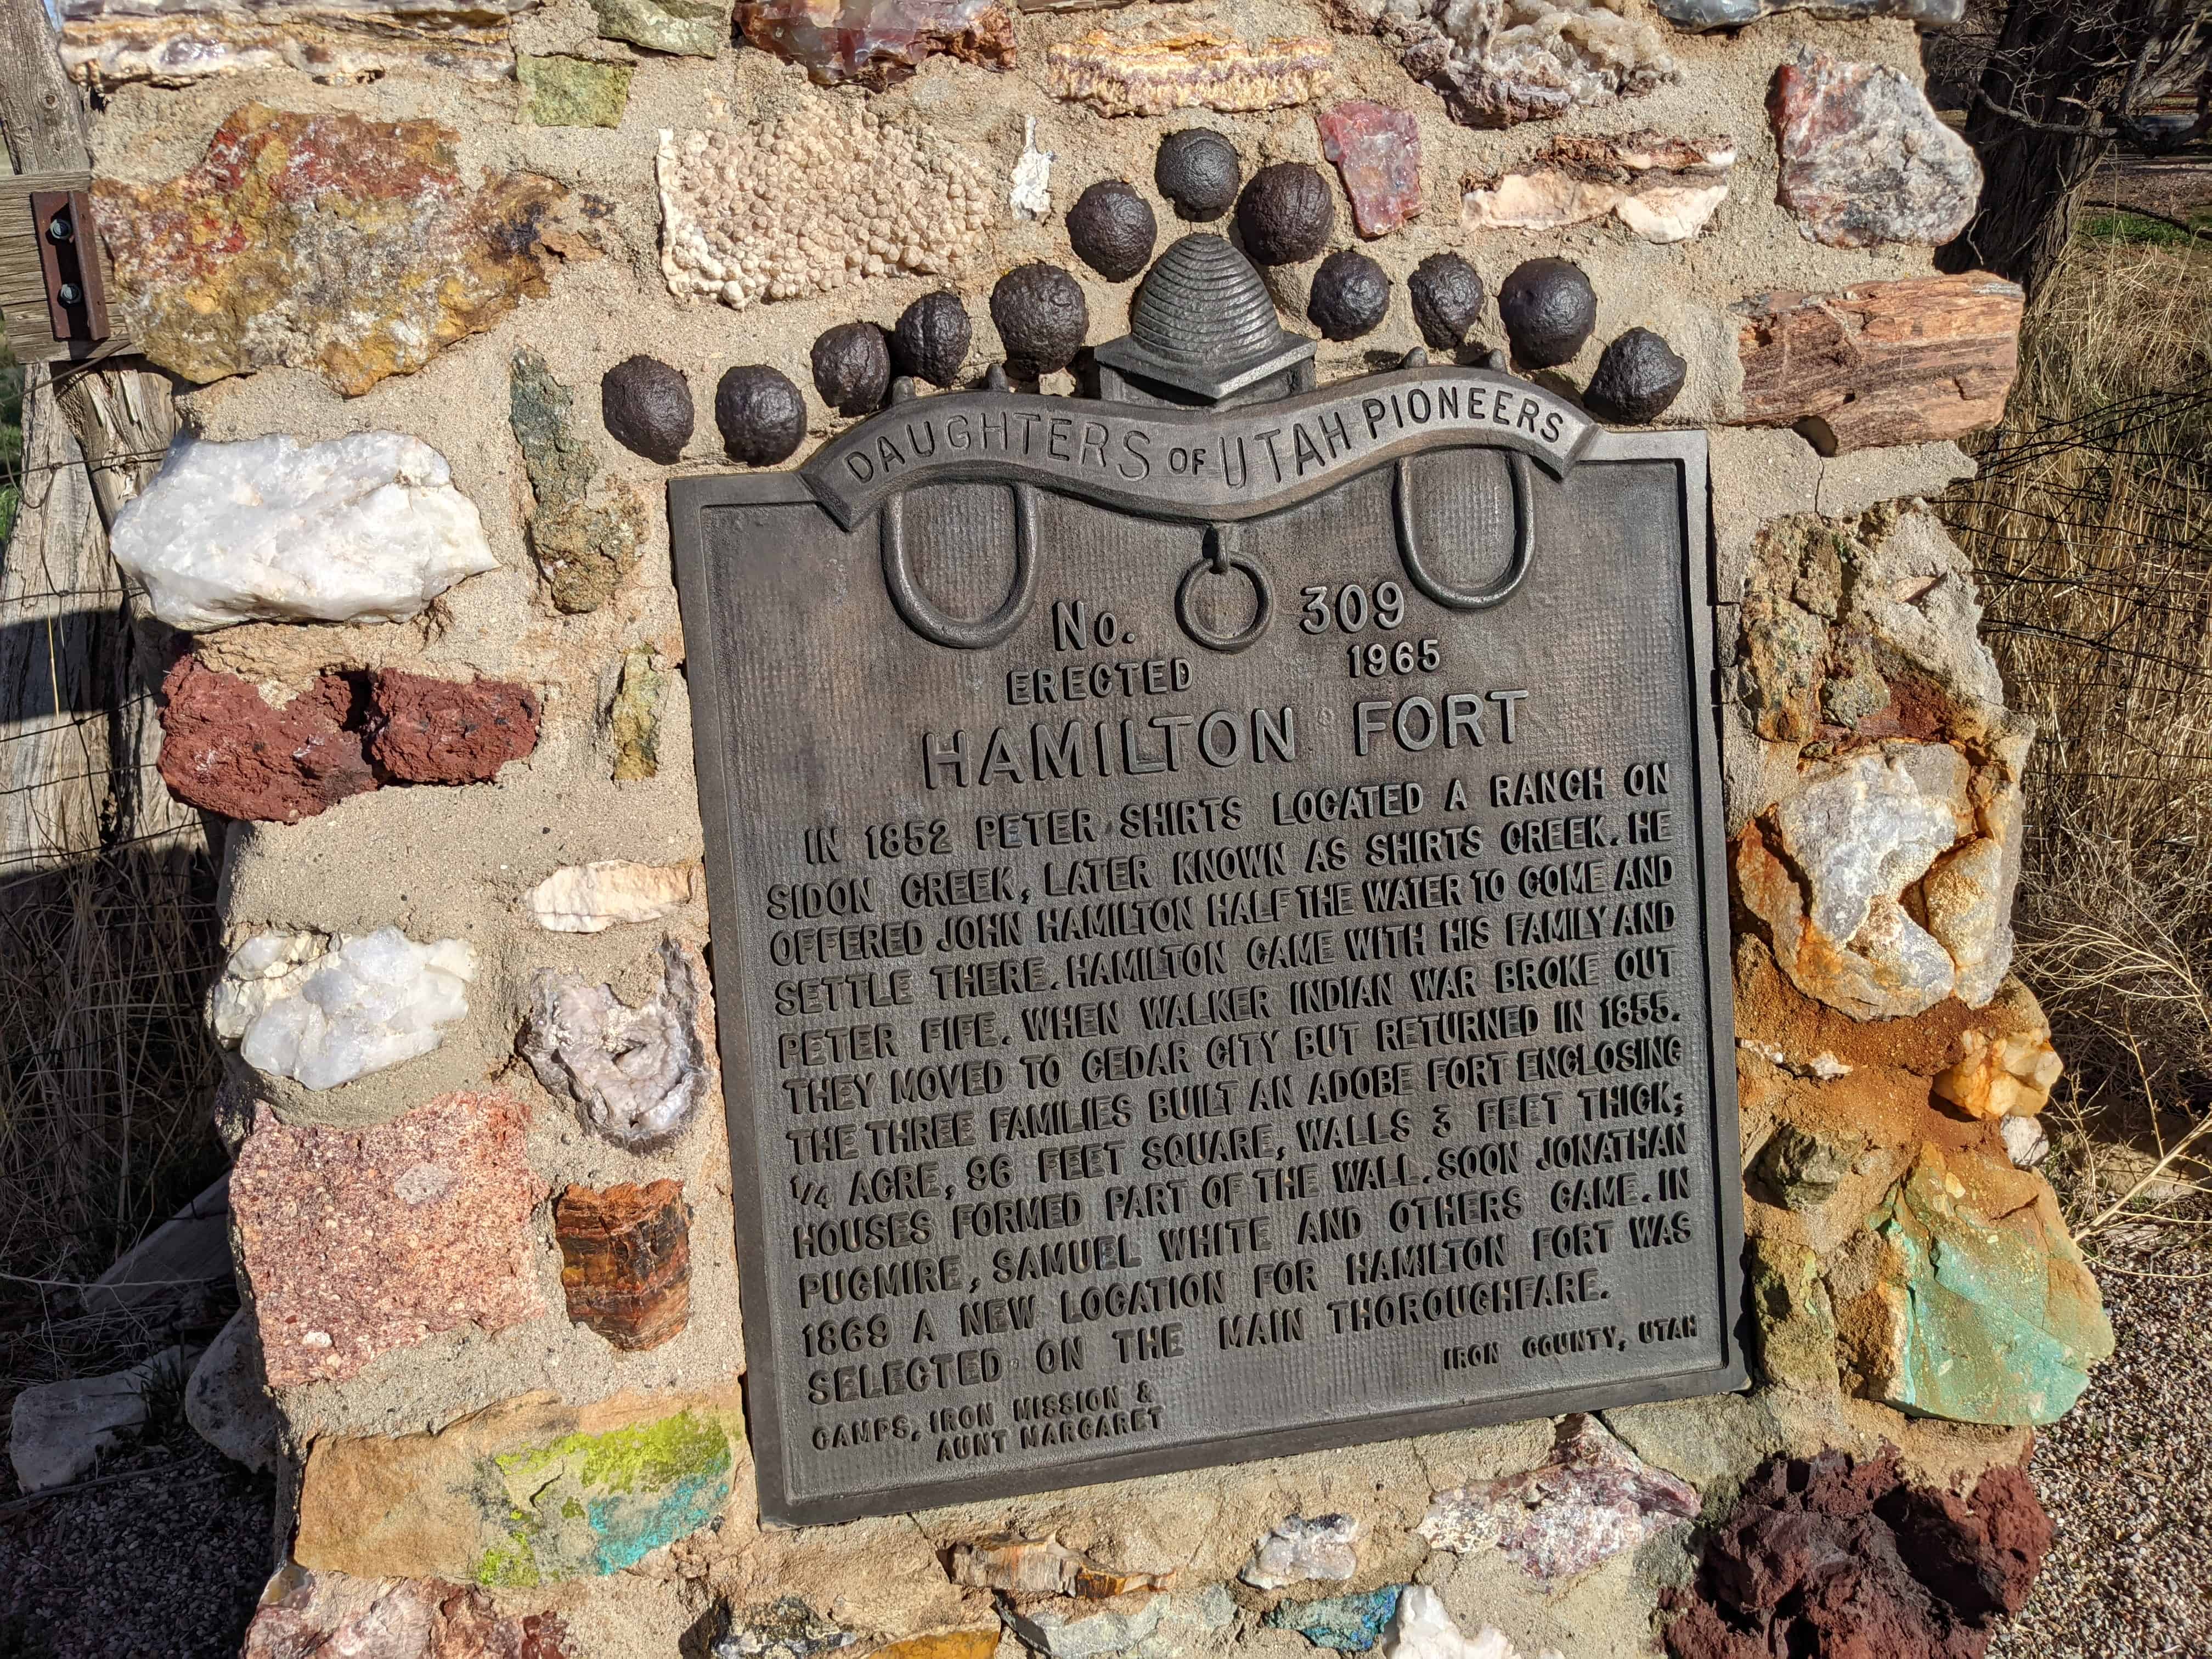 DAUGHTERS OF UTAH PIONEERS
No. 309
ERECTED 1965
HAMILTON FORT
IN 1852 PETER SHIRTS LOCATED A RANCH ON
SIDON CREEK, LATER KNOWN AS SHIRTS CREEK. HE
OFFERED JOHN HAMILTON HALF THE WATER TO COME AND
SETTLE THERE. HAMILTON CAME WITH HIS FAMILY AND
PETER FIFE. WHEN WALKER INDIAN WAR BROKE OUT
THEY MOVED TO CEDAR CITY BUT RETURNED IN 1855.
THE THREE FAMILIES BUILT AN ADOBE FORT ENCLOSING
1/4 ACRE, 96 FEET SQUARE, WALLS 3 FEET THICK;
HOUSES FORMED PART OF THE WALL. SOON JONATHAN
PUGMIRE, SAMUEL WHITE AND OTHERS CAME. IN
1869 A NEW LOCATION FOR HAMILTON FORT WAS
SELECTED ON THE MAIN THOROUGHFARE.
IRON COUNTY, UTAH
CAMPS, IRON MISSION &
AUNT MARGARET